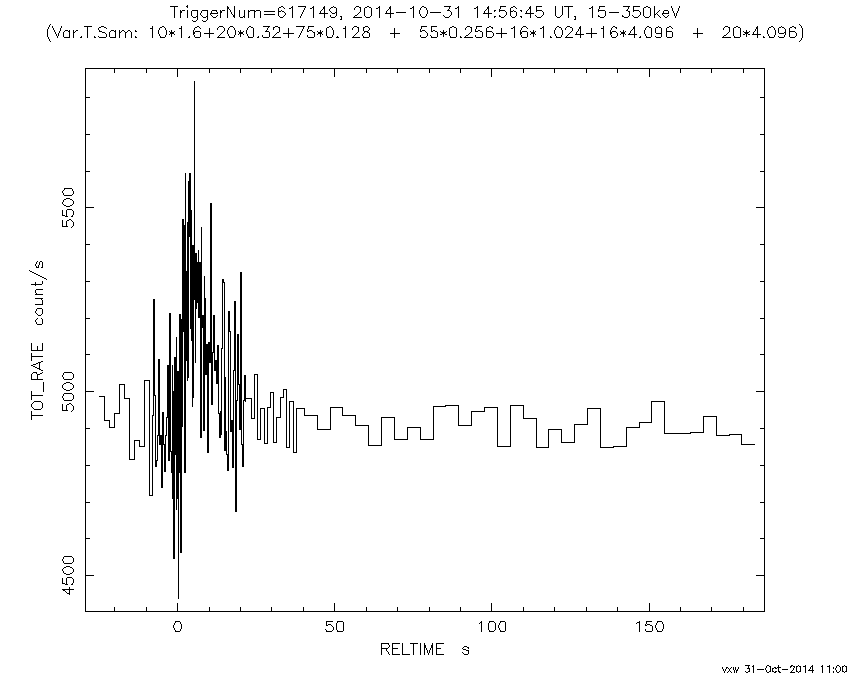 TriggerNum=617149, 2014-10-31 14:56:45 UT, 15-350keV
(Var.T.Sam: 10*1.6+20*0.32+75*0.128 + 55*0.256+16*1.024+16*4.096 + 20*4.096)
TOT_RATE count/s
5500
5000
4500
0 50 100 150
RELTIME s
vxw 31-Oct-2014 11:00